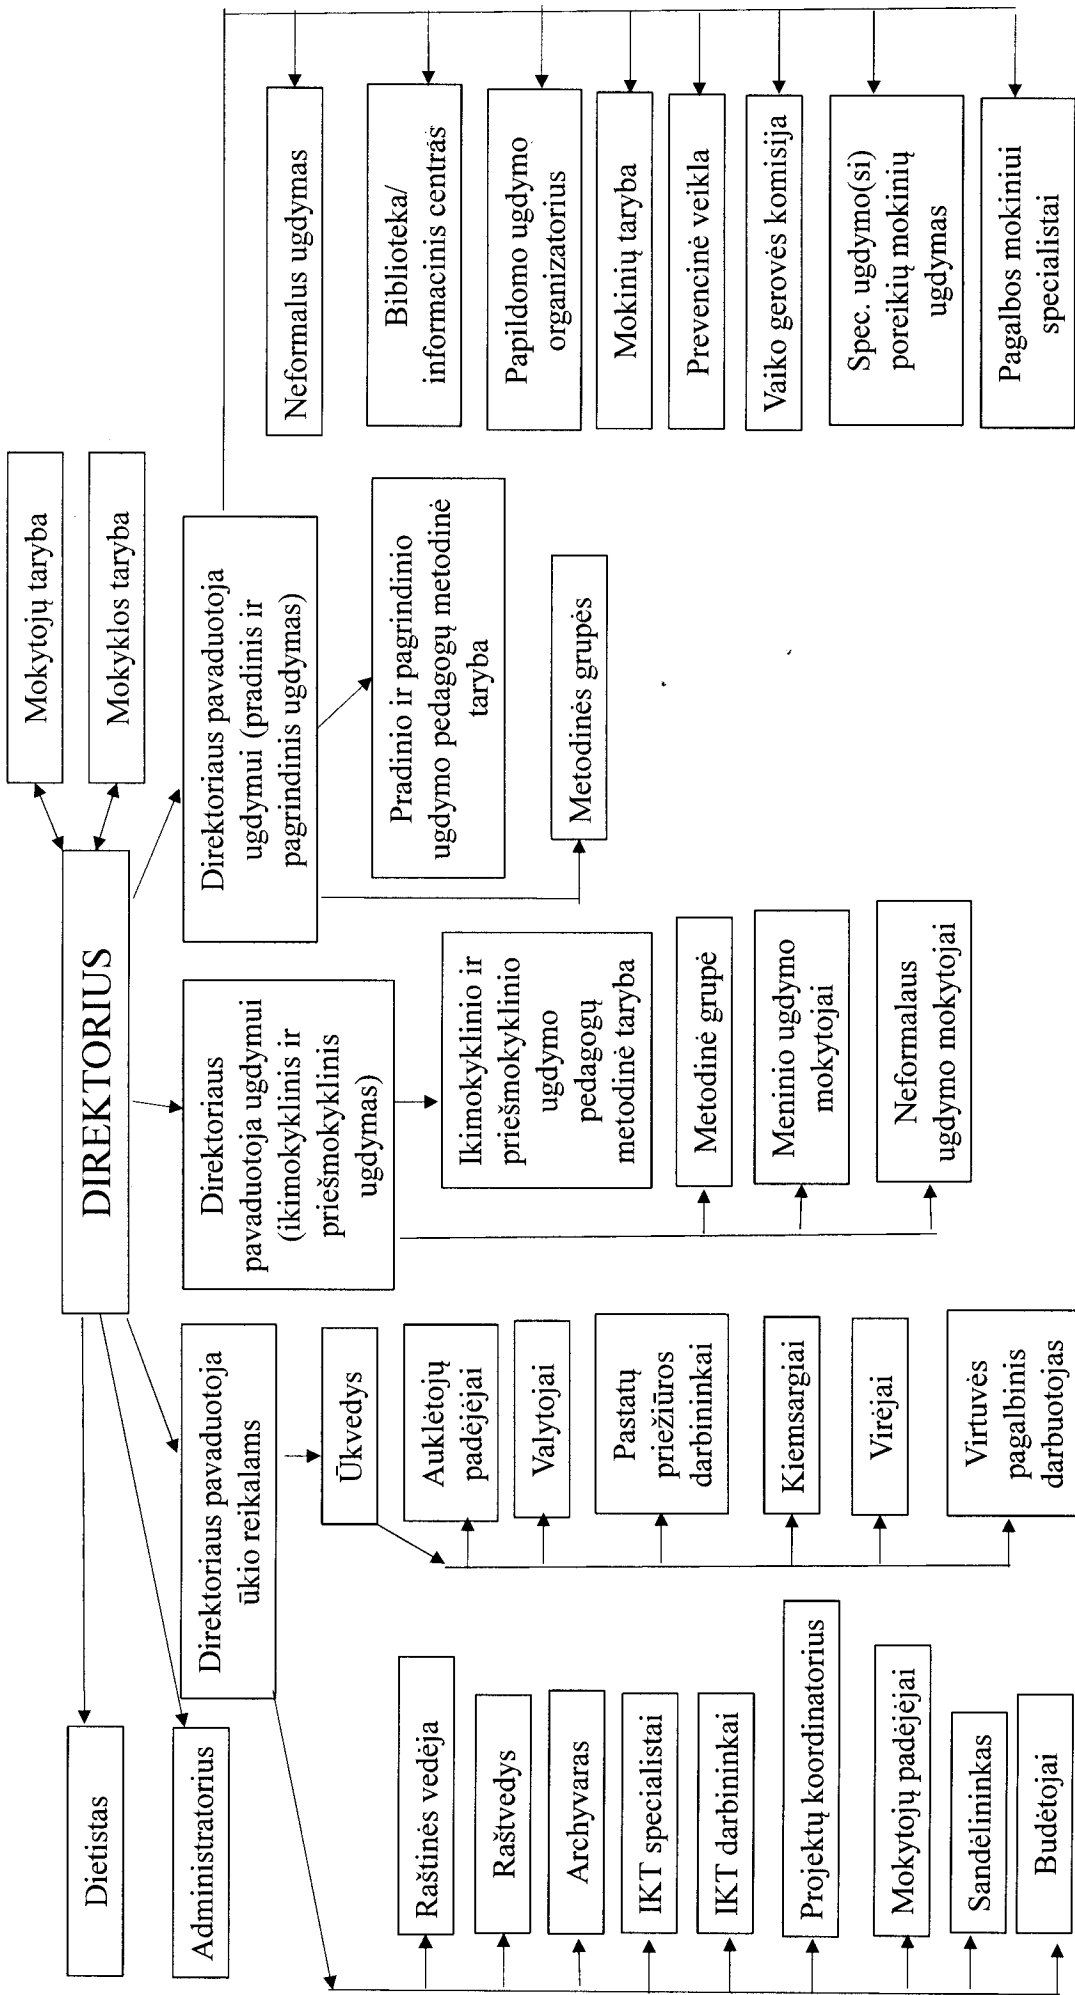 Mokytojų taryba
Mokyklos taryba
DIREKTORIUS
Dietistas
Administratorius
Direktoriaus pavaduotoja
ūkio reikalams
Direktoriaus
pavaduotoja ugdymui
(ikimokyklinis ir
priešmokyklinis
ugdymas)
Direktoriaus pavaduotoja
ugdymui (pradinis ir
pagrindinis ugdymas)
Raštinės vedėja
Raštvedys
Archyvaras
IKT specialistai
IKT darbininkai
Projektų koordinatorius
Mokytojų padėjėjai
Sandėlininkas
Budėtojai
Ūkvedys
Auklėtojų
padėjėjai
Valytojai
Pastatų
priežiūros
darbininkai
Kiemsargiai
Virėjai
Virtuvės
pagalbinis
darbuotojas
Ikimokyklinio ir
priešmokyklinio
ugdymo
pedagogų
metodinė taryba
Metodinė grupė
Meninio ugdymo
mokytojai
Neformalaus
ugdymo mokytojai
Pradinio ir pagrindinio
ugdymo pedagogų metodinė
taryba
Metodinės grupės
Neformalus ugdymas
Biblioteka/
informacinis centras
Papildomo ugdymo
organizatorius
Mokinių taryba
Prevencinė veikla
Vaiko gerovės komisija
Spec. ugdymo(si)
poreikių mokinių
ugdymas
Pagalbos mokiniui
specialistai